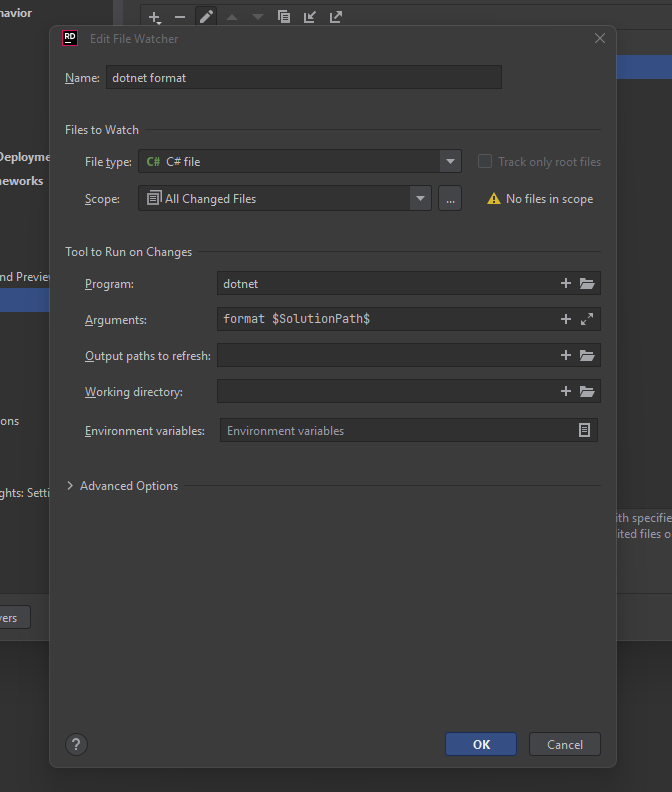 navior
RD Edit File Watcher
Name: dotnet format
Files to Watch
Deployme
neworks
File type: C# C# file Track only root files
Scope: All Changed Files ... No files in scope
Tool to Run on Changes
nd Preview
Program: dotnet
Arguments: format $SolutionPath$
Output paths to refresh:
Working directory:
ons
Environment variables: Environment variables
Advanced Options
ghts: Setti
ith specifie
ited files o
vers
? OK Cancel